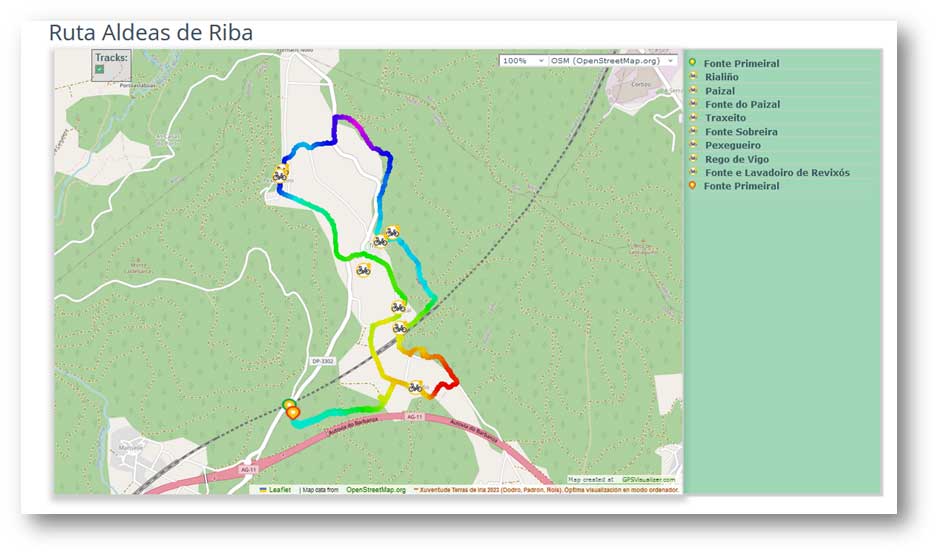 Ruta Aldeas de Riba
Tracks:
100%
OSM (OpenStreetMap.org)
Fonte Primeiral
Rialiño
Paizal
Fonte do Paizal
Traxeito
Fonte Sobreira
Pexegueiro
Rego de Vigo
Fonte e Lavadoiro de Revixós
Fonte Primeiral
DP-3302
AG-11
Autovía do Barbanza
Autovía do Barbanza
AG-11
Map created at GPSVisualizer.com
Leaflet | Map data from OpenStreetMap.org
Xuventude Terras de Iria 2023 (Dodro, Padrón, Rois). Óptima visualización en modo ordenador.